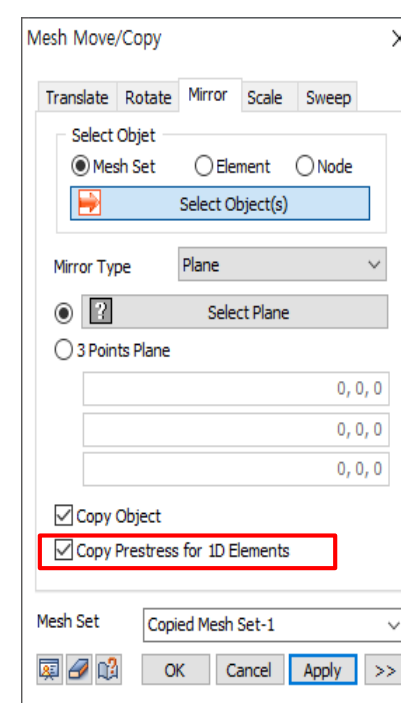 Mesh Move/Copy
Translate Rotate Mirror Scale Sweep
Select Objet
Mesh Set Element Node
Select Object(s)
Mirror Type Plane
Select Plane
3 Points Plane
0, 0, 0
0, 0, 0
0, 0, 0
Copy Object
Copy Prestress for 1D Elements
Mesh Set Copied Mesh Set-1
OK Cancel Apply >>